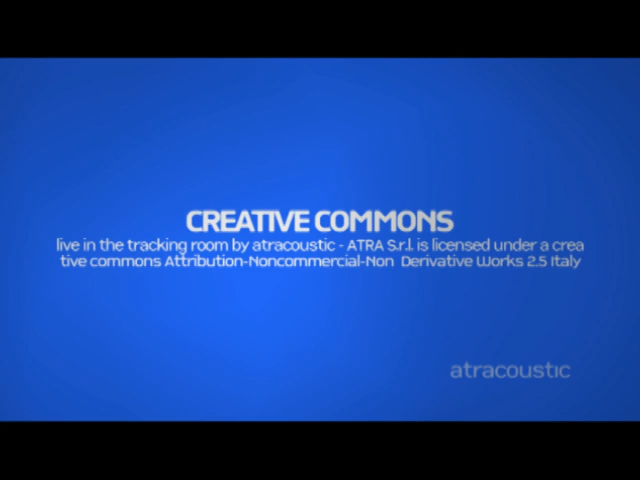 CREATIVE COMMONS
live in the tracking room by atracoustic - ATRA S.r.l. is licensed under a crea
tive commons Attribution-Noncommercial-Non Derivative Works 2.5 Italy
atracoustic